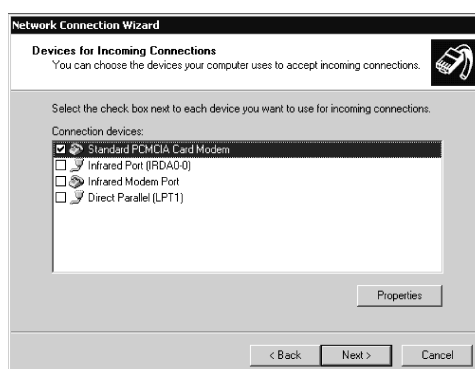 Network Connection Wizard
Devices for Incoming Connections
You can choose the devices your computer uses to accept incoming connections.
Select the check box next to each device you want to use for incoming connections.
Connection devices:
Standard PCMCIA Card Modem
Infrared Port (IRDA0-0)
Infrared Modem Port
Direct Parallel (LPT1)
Properties
< Back
Next >
Cancel